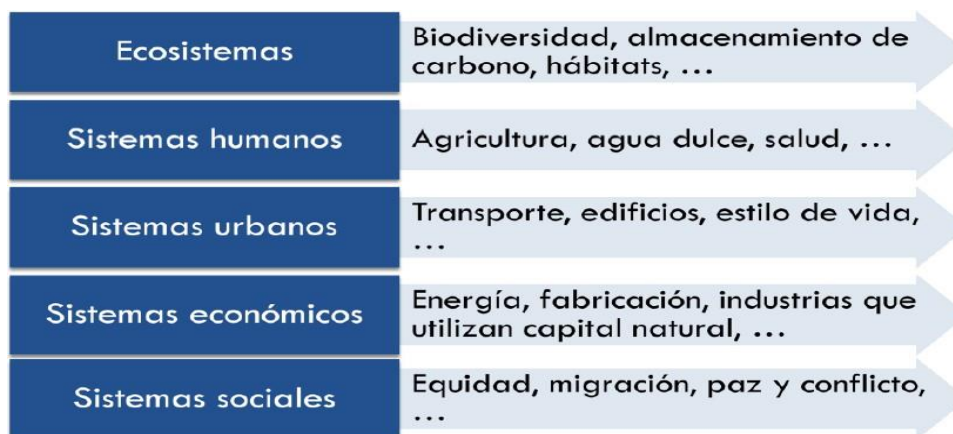 Ecosistemas
Biodiversidad, almacenamiento de
carbono, hábitats, ...
Sistemas humanos
Agricultura, agua dulce, salud, ...
Sistemas urbanos
Transporte, edificios, estilo de vida,
...
Sistemas económicos
Energía, fabricación, industrias que
utilizan capital natural, ...
Sistemas sociales
Equidad, migración, paz y conflicto,
...